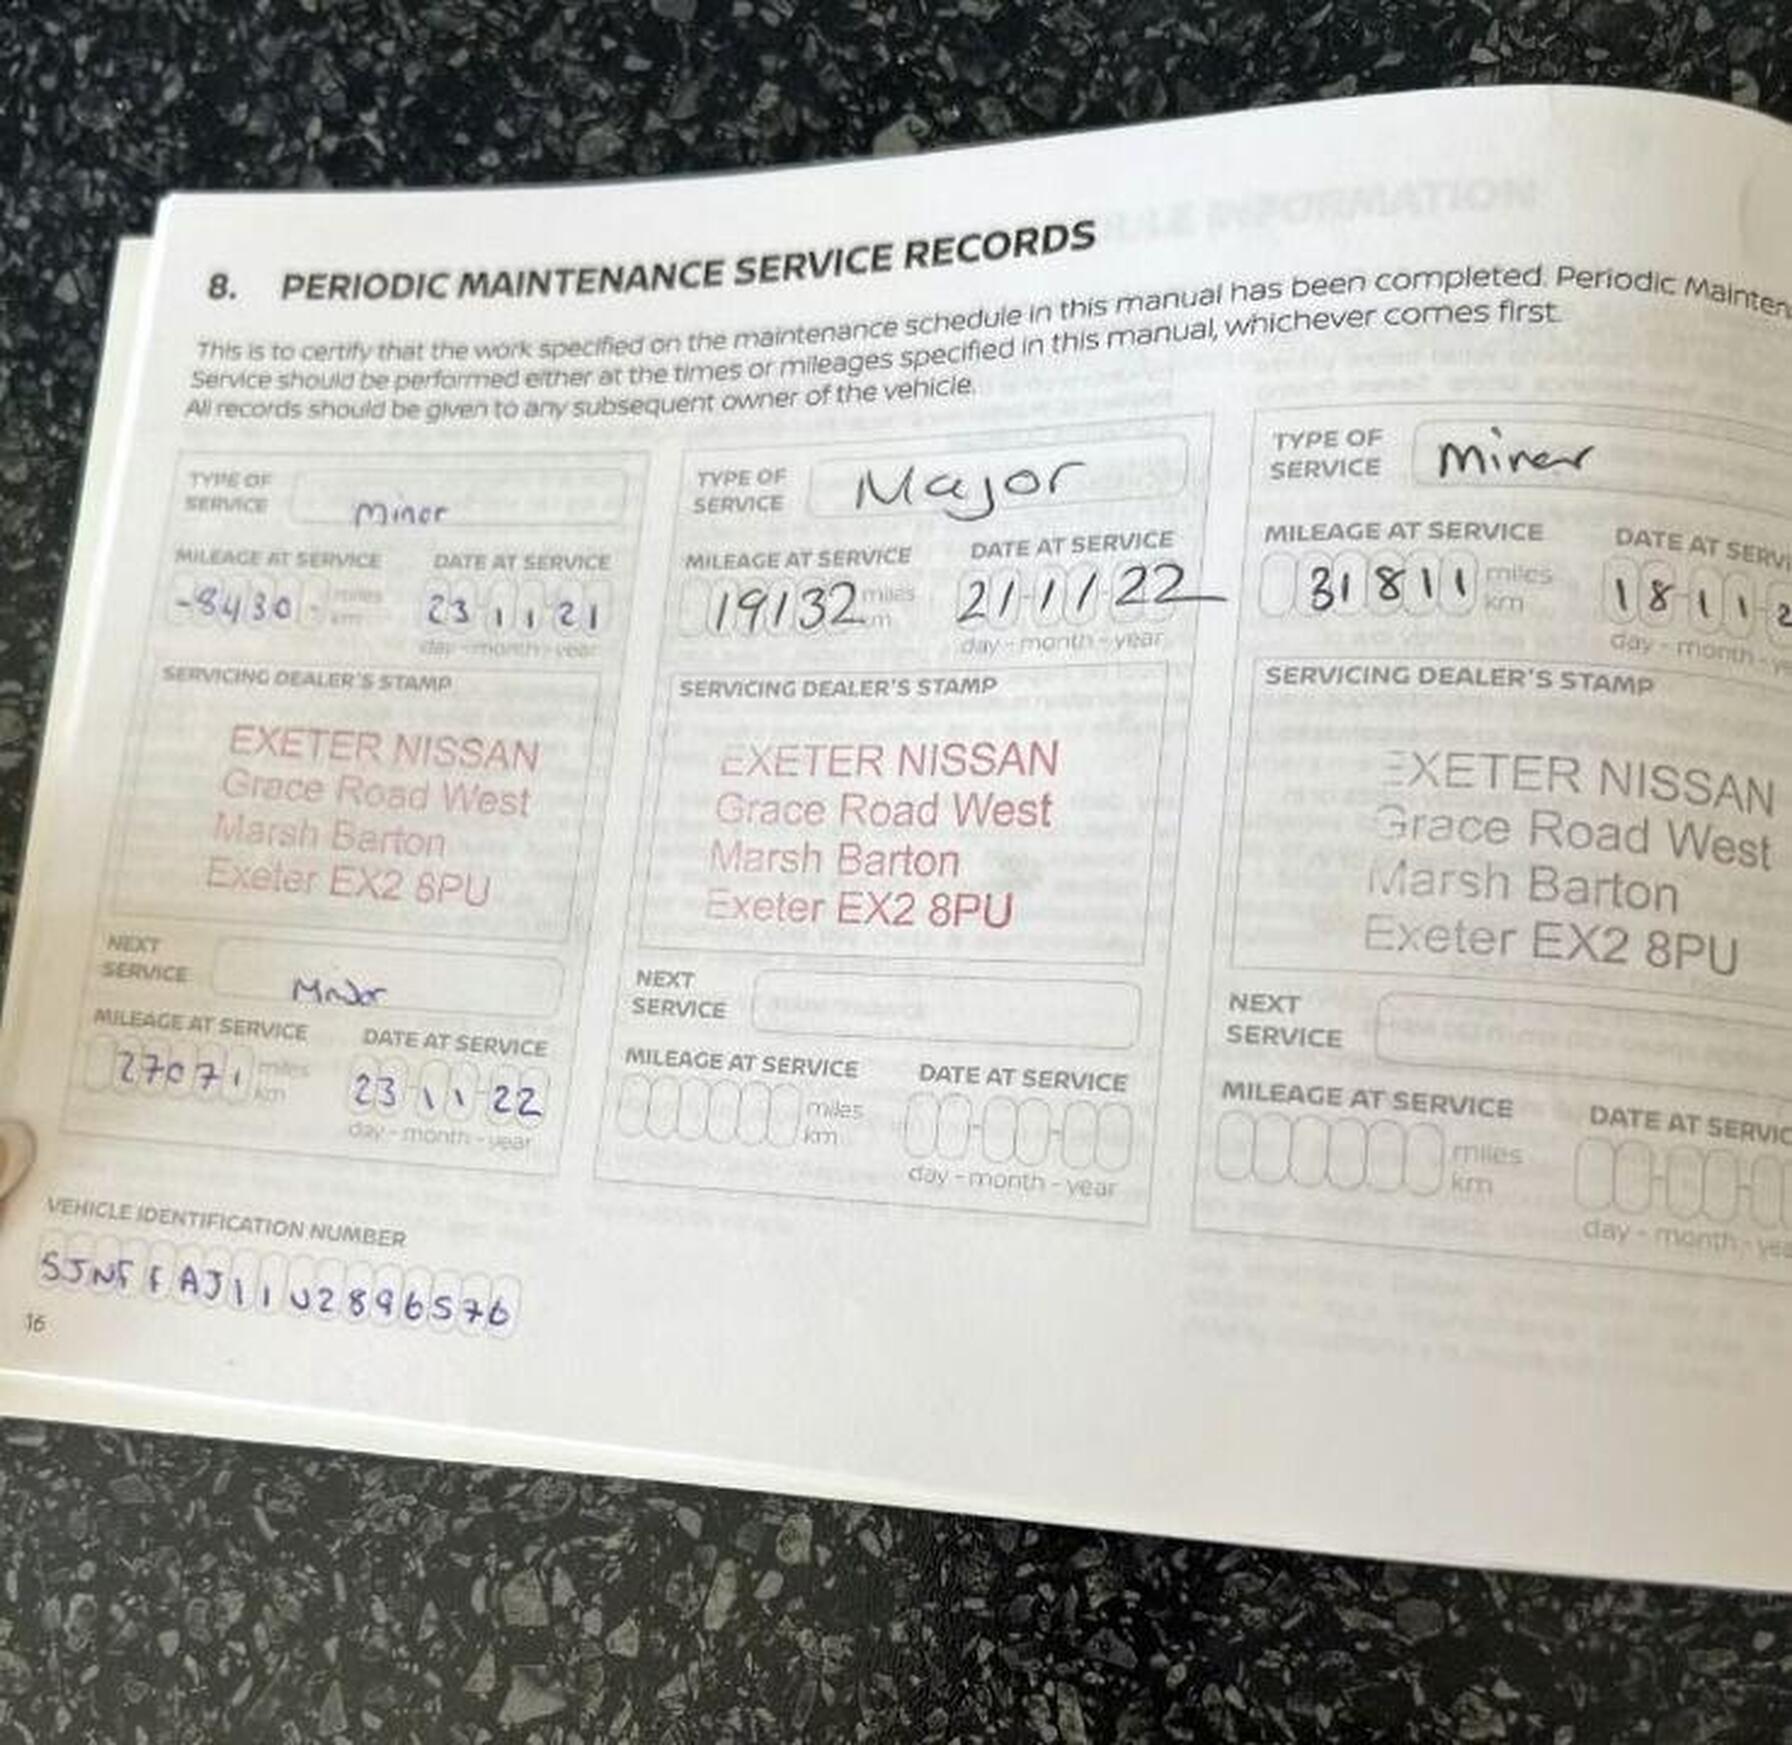 8. PERIODIC MAINTENANCE SERVICE RECORDS
This is to certify that the work specified on the maintenance schedule in this manual has been completed. Periodic
Service should be performed either at the times or mileages specified in this manual, whichever comes first.
All records should be given to any subsequent owner of the vehicle.
TYPE OF
SERVICE Minor
MILEAGE AT SERVICE DATE AT SERVICE
-8430- miles 23 11 21
km
day - month - year
SERVICING DEALER'S STAMP
EXETER NISSAN
Grace Road West
Marsh Barton
Exeter EX2 8PU
NEXT
SERVICE
MILEAGE AT SERVICE DATE AT SERVICE
27071 miles 23 11 22
km
day - month - year
TYPE OF
SERVICE Major
MILEAGE AT SERVICE DATE AT SERVICE
19132 miles 21 11 22
km
day - month - year
SERVICING DEALER'S STAMP
EXETER NISSAN
Grace Road West
Marsh Barton
Exeter EX2 8PU
NEXT
SERVICE
MILEAGE AT SERVICE DATE AT SERVICE
miles
km
day - month - year
TYPE OF
SERVICE Minor
MILEAGE AT SERVICE DATE AT
31811 miles 18 11
km
day - month -
SERVICING DEALER'S STAMP
EXETER NISSAN
Grace Road West
Marsh Barton
Exeter EX2 8PU
NEXT
SERVICE
MILEAGE AT SERVICE DATE AT
miles
km
day - month -
VEHICLE IDENTIFICATION NUMBER
SJNFFAJ11U2896576
16